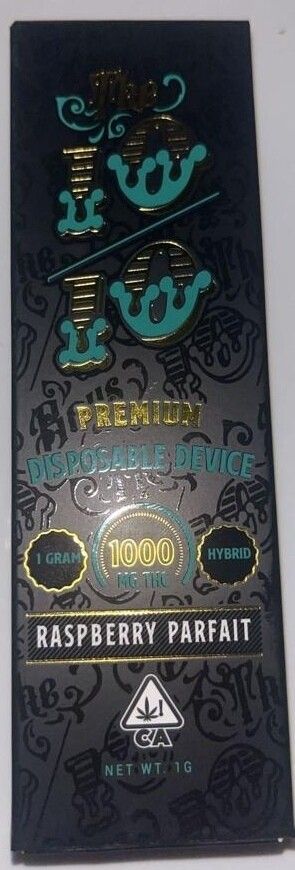 The
10
10
PREMIUM
DISPOSABLE DEVICE
1 GRAM
1000
MG THC
HYBRID
RASPBERRY PARFAIT
!
CA
NET WT. 1G